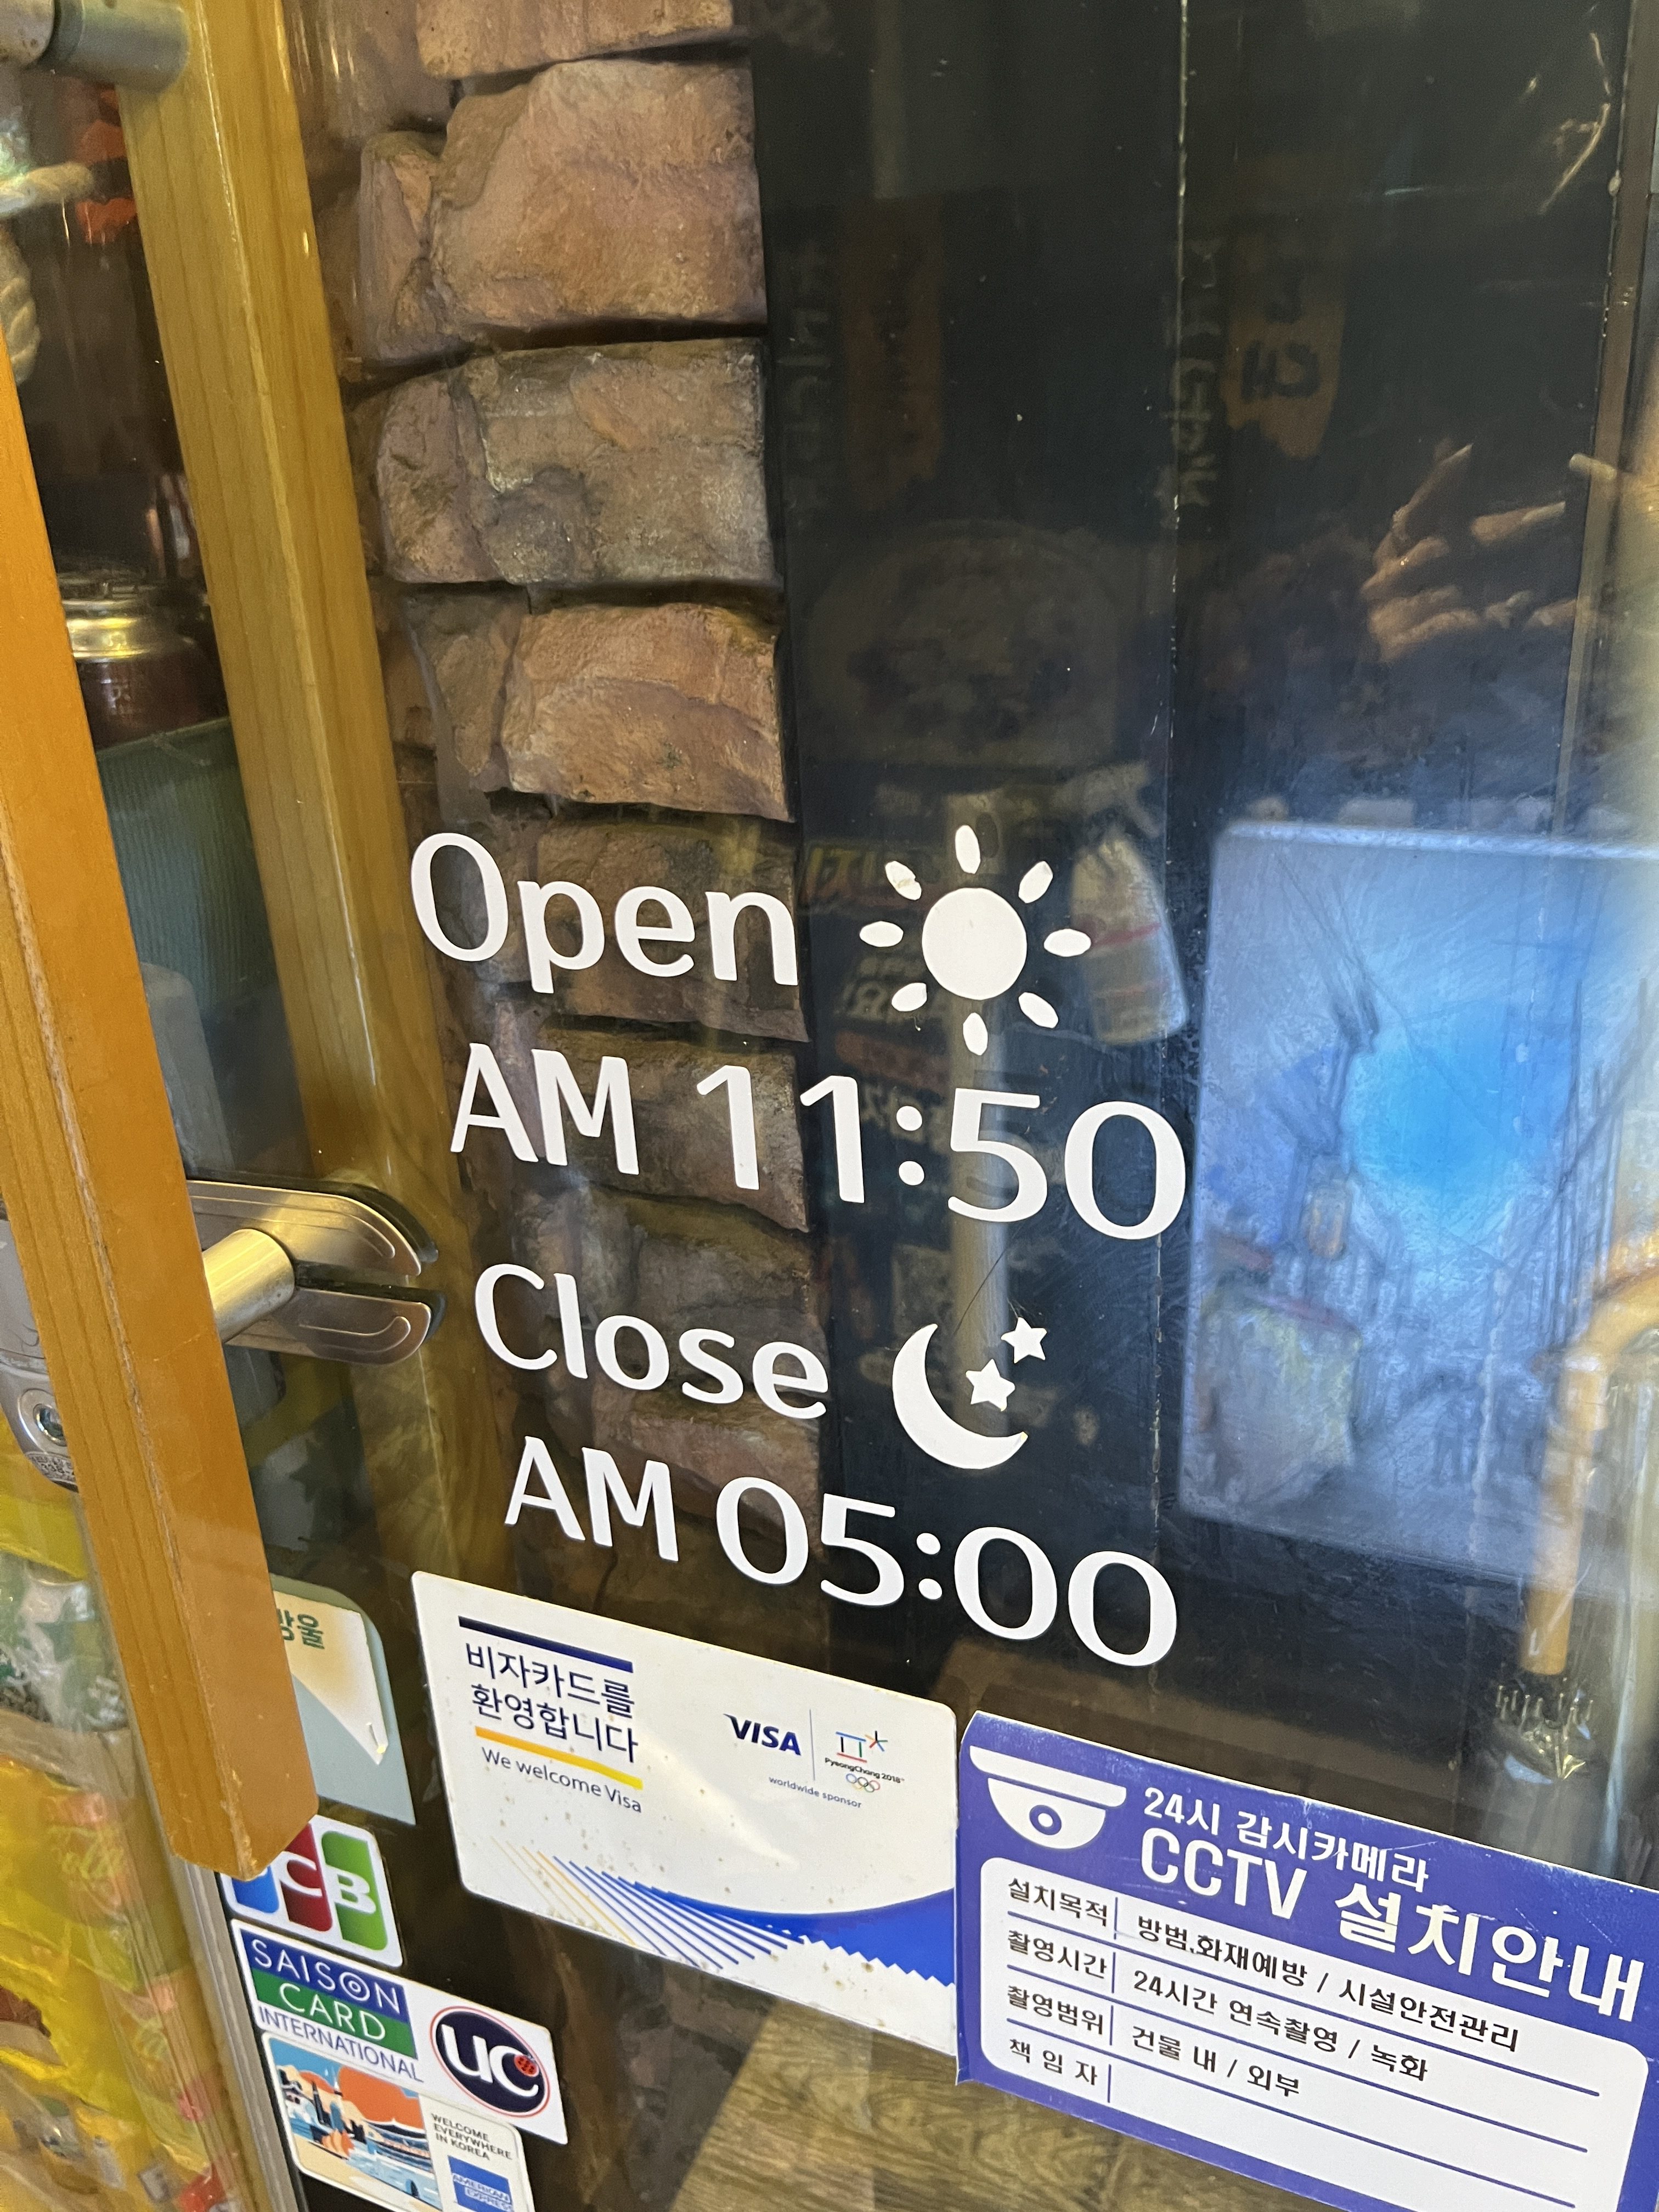 Open
AM 11:50
Close
AM 05:00
비자카드를
환영합니다
We welcome Visa
VISA
PyeongChang 2018
worldwide sponsor
24시 감시카메라
CCTV 설치안내
설치목적 방범,화재예방 / 시설안전관리
촬영시간 24시간 연속촬영 / 녹화
촬영범위 건물 내 / 외부
책 임 자
JCB
SAISON
CARD
INTERNATIONAL
UC
WELCOME
EVERYWHERE
IN KOREA
AMERICAN
EXPRESS